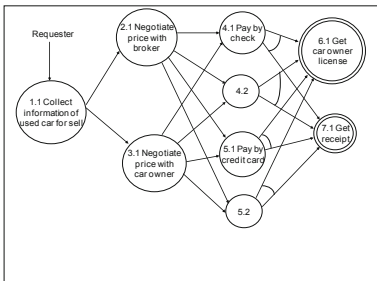 Requester
1.1 Collect
information of
used car for sell
2.1 Negotiate
price with
broker
3.1 Negotiate
price with
car owner
4.1 Pay by
check
4.2
5.1 Pay by
credit card
5.2
6.1 Get
car owner
license
7.1 Get
receipt